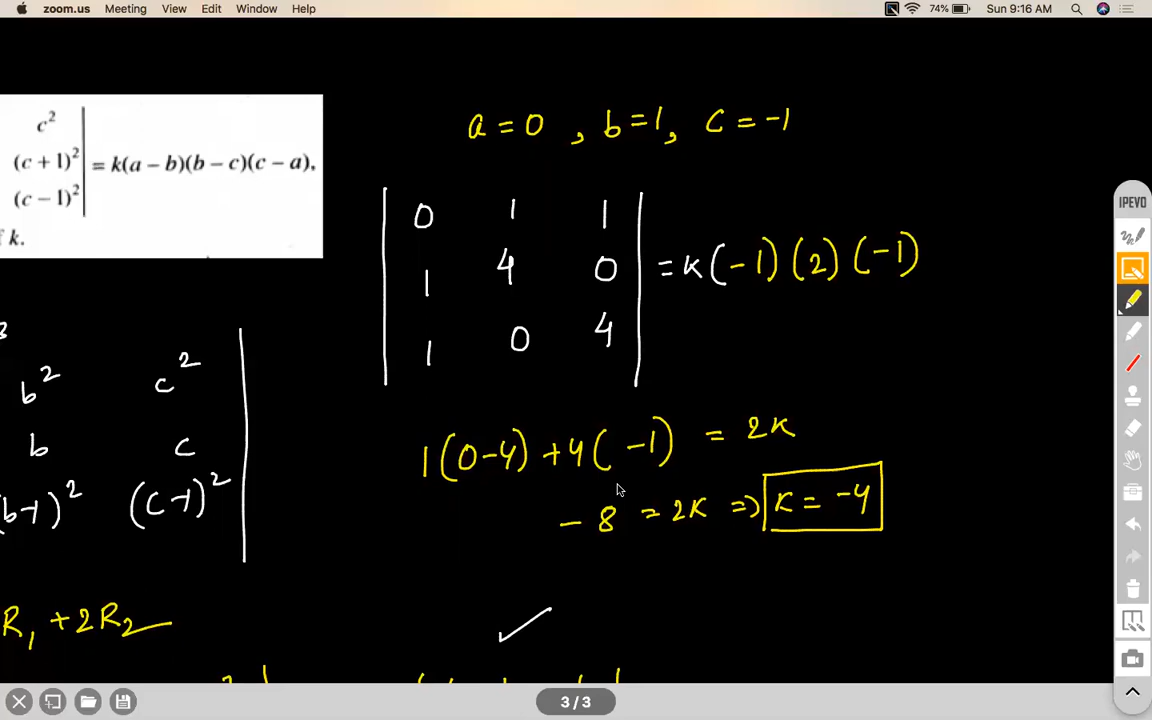 zoom.us Meeting View Edit Window Help 74% Sun 9:16 AM
c²
(c + 1)² = k(a − b)(b − c)(c − a),
(c − 1)²
f k.
a = 0 , b = 1, c = -1
0 1 1
1 4 0 = k (-1) (2) (-1)
1 0 4
3
b² c²
b c
(b-1)² (c-1)²
1(0-4) + 4(-1) = 2k
- 8 = 2k => k = -4
R₁ + 2R₂
IPEVO
3/3